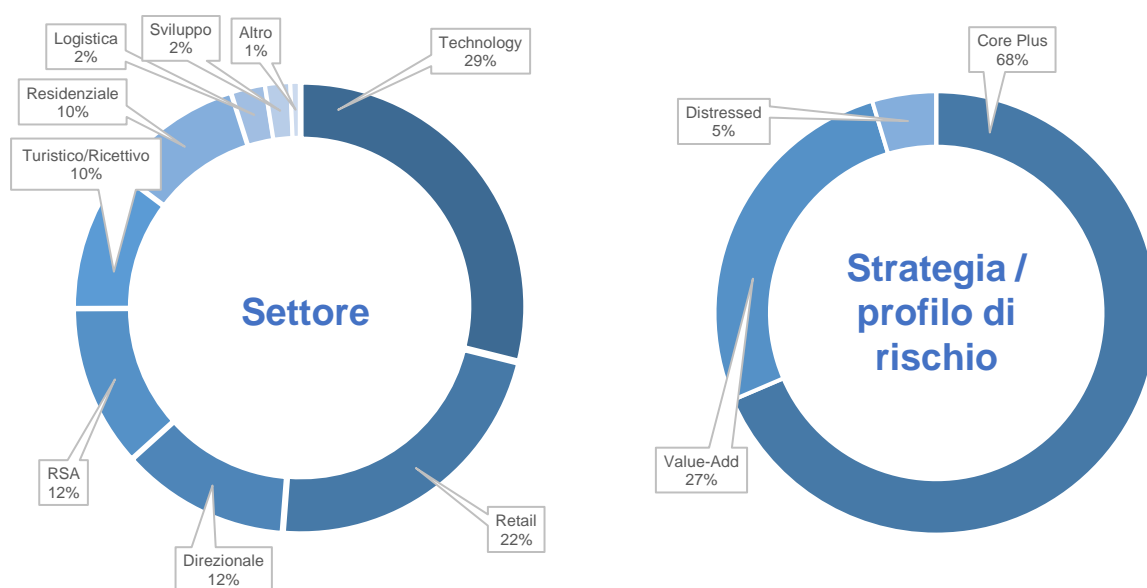 Technology
29%
Altro
1%
Sviluppo
2%
Logistica
2%
Residenziale
10%
Turistico/Ricettivo
10%
RSA
12%
Direzionale
12%
Retail
22%
Settore
Core Plus
68%
Distressed
5%
Value-Add
27%
Strategia /
profilo di
rischio